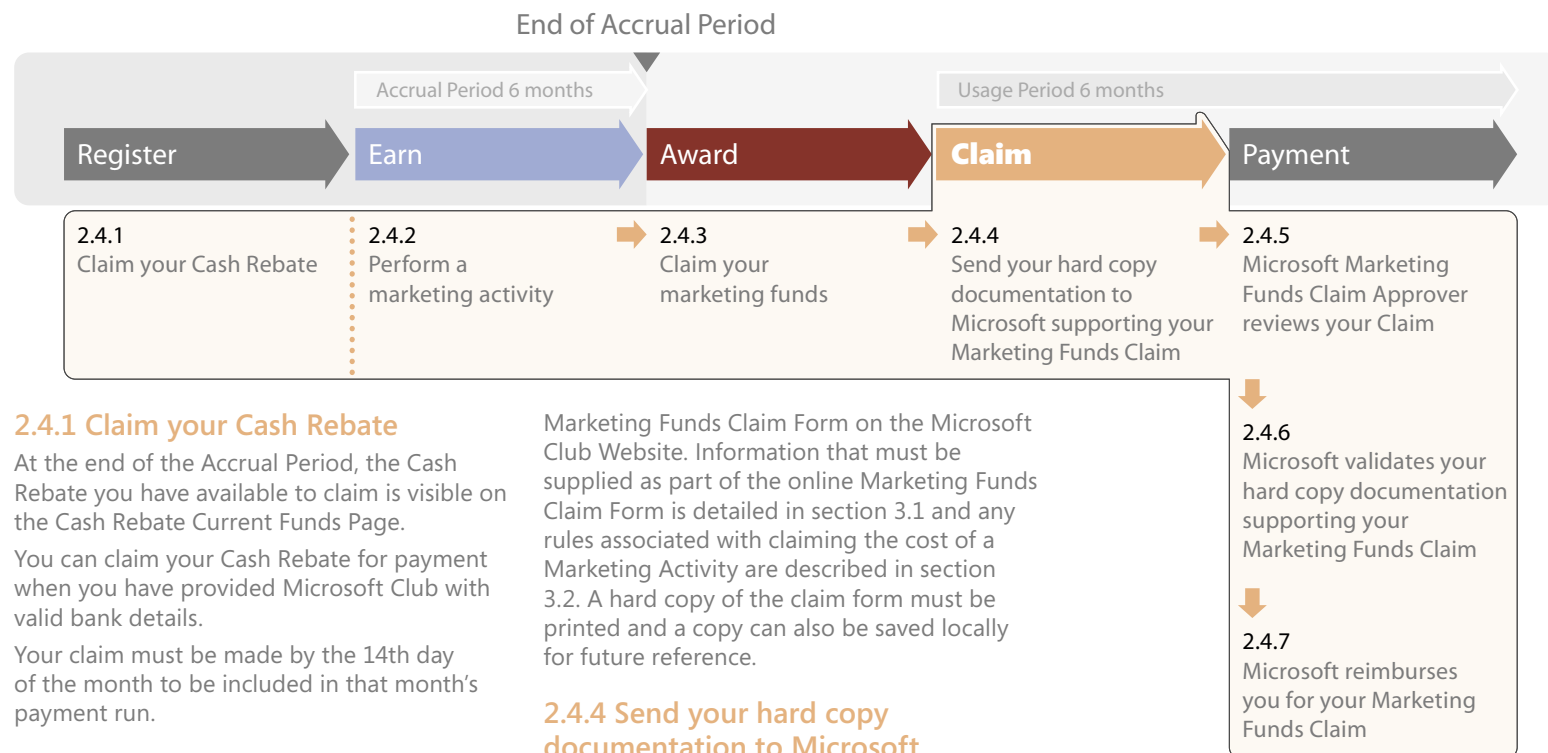 End of Accrual Period
Accrual Period 6 months
Usage Period 6 months
Register
Earn
Award
Claim
Payment
2.4.1
Claim your Cash Rebate
2.4.2
Perform a
marketing activity
2.4.3
Claim your
marketing funds
2.4.4
Send your hard copy
documentation to
Microsoft supporting your
Marketing Funds Claim
2.4.5
Microsoft Marketing
Funds Claim Approver
reviews your Claim
2.4.6
Microsoft validates your
hard copy documentation
supporting your
Marketing Funds Claim
2.4.7
Microsoft reimburses
you for your Marketing
Funds Claim
2.4.1 Claim your Cash Rebate
At the end of the Accrual Period, the Cash
Rebate you have available to claim is visible on
the Cash Rebate Current Funds Page.
You can claim your Cash Rebate for payment
when you have provided Microsoft Club with
valid bank details.
Your claim must be made by the 14th day
of the month to be included in that month's
payment run.
Marketing Funds Claim Form on the Microsoft
Club Website. Information that must be
supplied as part of the online Marketing Funds
Claim Form is detailed in section 3.1 and any
rules associated with claiming the cost of a
Marketing Activity are described in section
3.2. A hard copy of the claim form must be
printed and a copy can also be saved locally
for future reference.
2.4.4 Send your hard copy
documentation to Microsoft